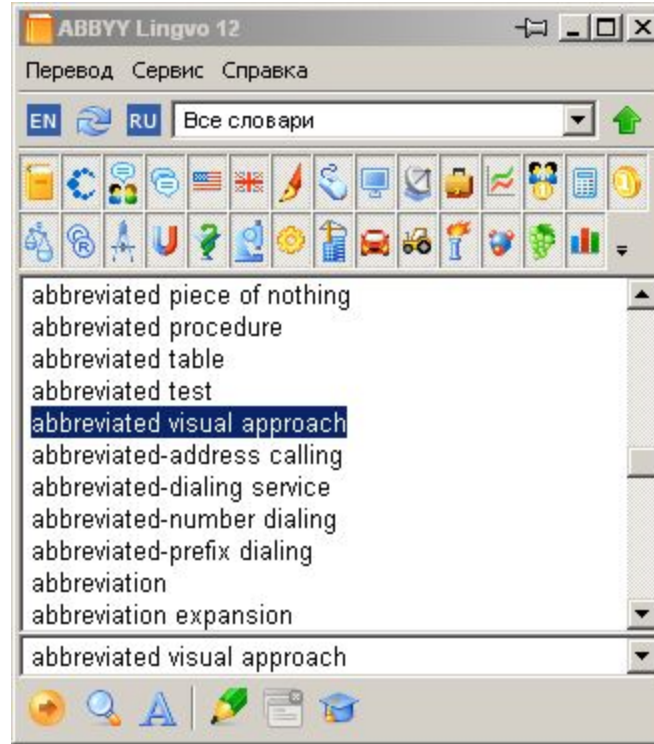 ABBYY Lingvo 12
Перевод Сервис Справка
EN RU Все словари
abbreviated piece of nothing
abbreviated procedure
abbreviated table
abbreviated test
abbreviated visual approach
abbreviated-address calling
abbreviated-dialing service
abbreviated-number dialing
abbreviated-prefix dialing
abbreviation
abbreviation expansion
abbreviated visual approach